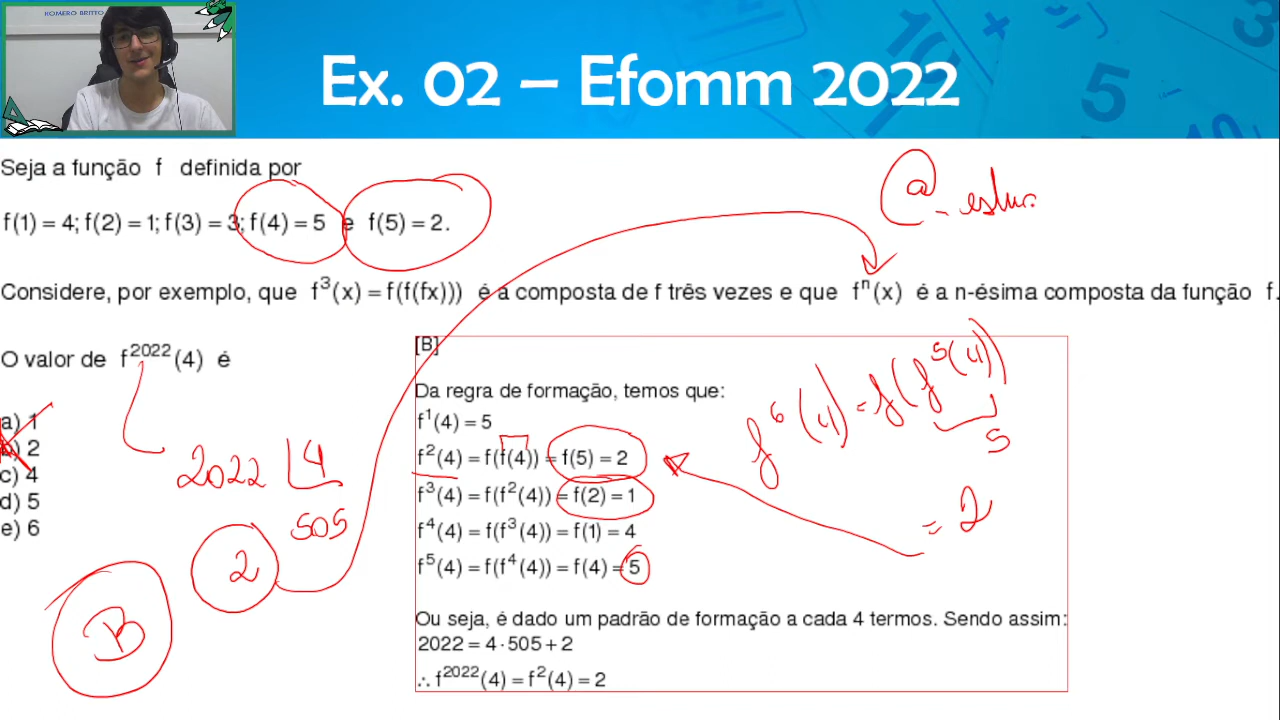 ROMERO BRITTO
Ex. 02 – Efomm 2022
Seja a função f definida por
f(1) = 4; f(2) = 1; f(3) = 3; f(4) = 5 e f(5) = 2.
@_estu
Considere, por exemplo, que f³(x) = f(f(fx))) é a composta de f três vezes e que fⁿ(x) é a n-ésima composta da função f.
O valor de f²⁰²²(4) é
a) 1
b) 2
c) 4
d) 5
e) 6
2022 4
505
2
B
[B]
Da regra de formação, temos que:
f¹(4) = 5
f²(4) = f(f(4)) = f(5) = 2
f³(4) = f(f²(4)) = f(2) = 1
f⁴(4) = f(f³(4)) = f(1) = 4
f⁵(4) = f(f⁴(4)) = f(4) = 5
Ou seja, é dado um padrão de formação a cada 4 termos. Sendo assim:
2022 = 4·505 + 2
∴ f²⁰²²(4) = f²(4) = 2
f⁶(4) = f(f⁵(4))
5
= 2